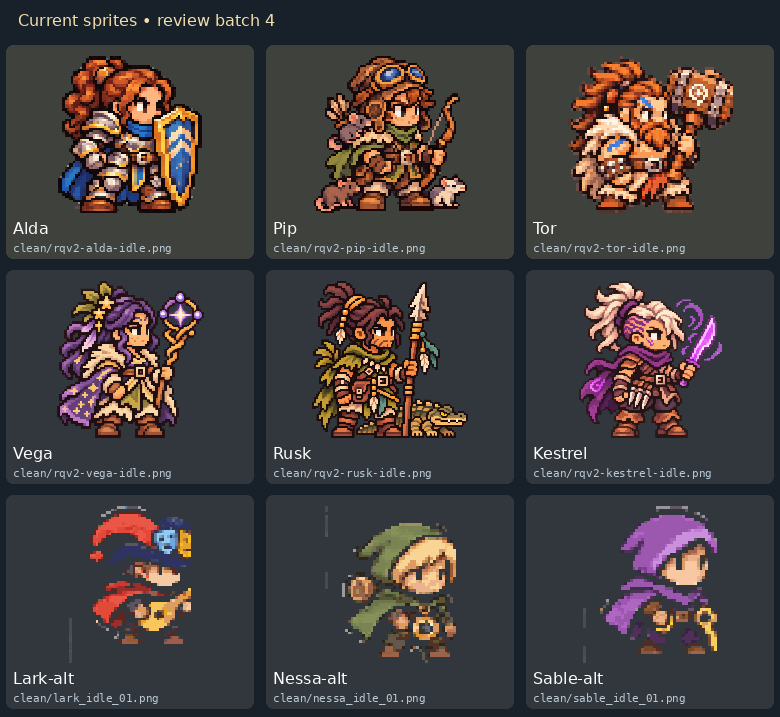 Current sprites • review batch 4
Alda
clean/rqv2-alda-idle.png
Pip
clean/rqv2-pip-idle.png
Tor
clean/rqv2-tor-idle.png
Vega
clean/rqv2-vega-idle.png
Rusk
clean/rqv2-rusk-idle.png
Kestrel
clean/rqv2-kestrel-idle.png
Lark-alt
clean/lark_idle_01.png
Nessa-alt
clean/nessa_idle_01.png
Sable-alt
clean/sable_idle_01.png